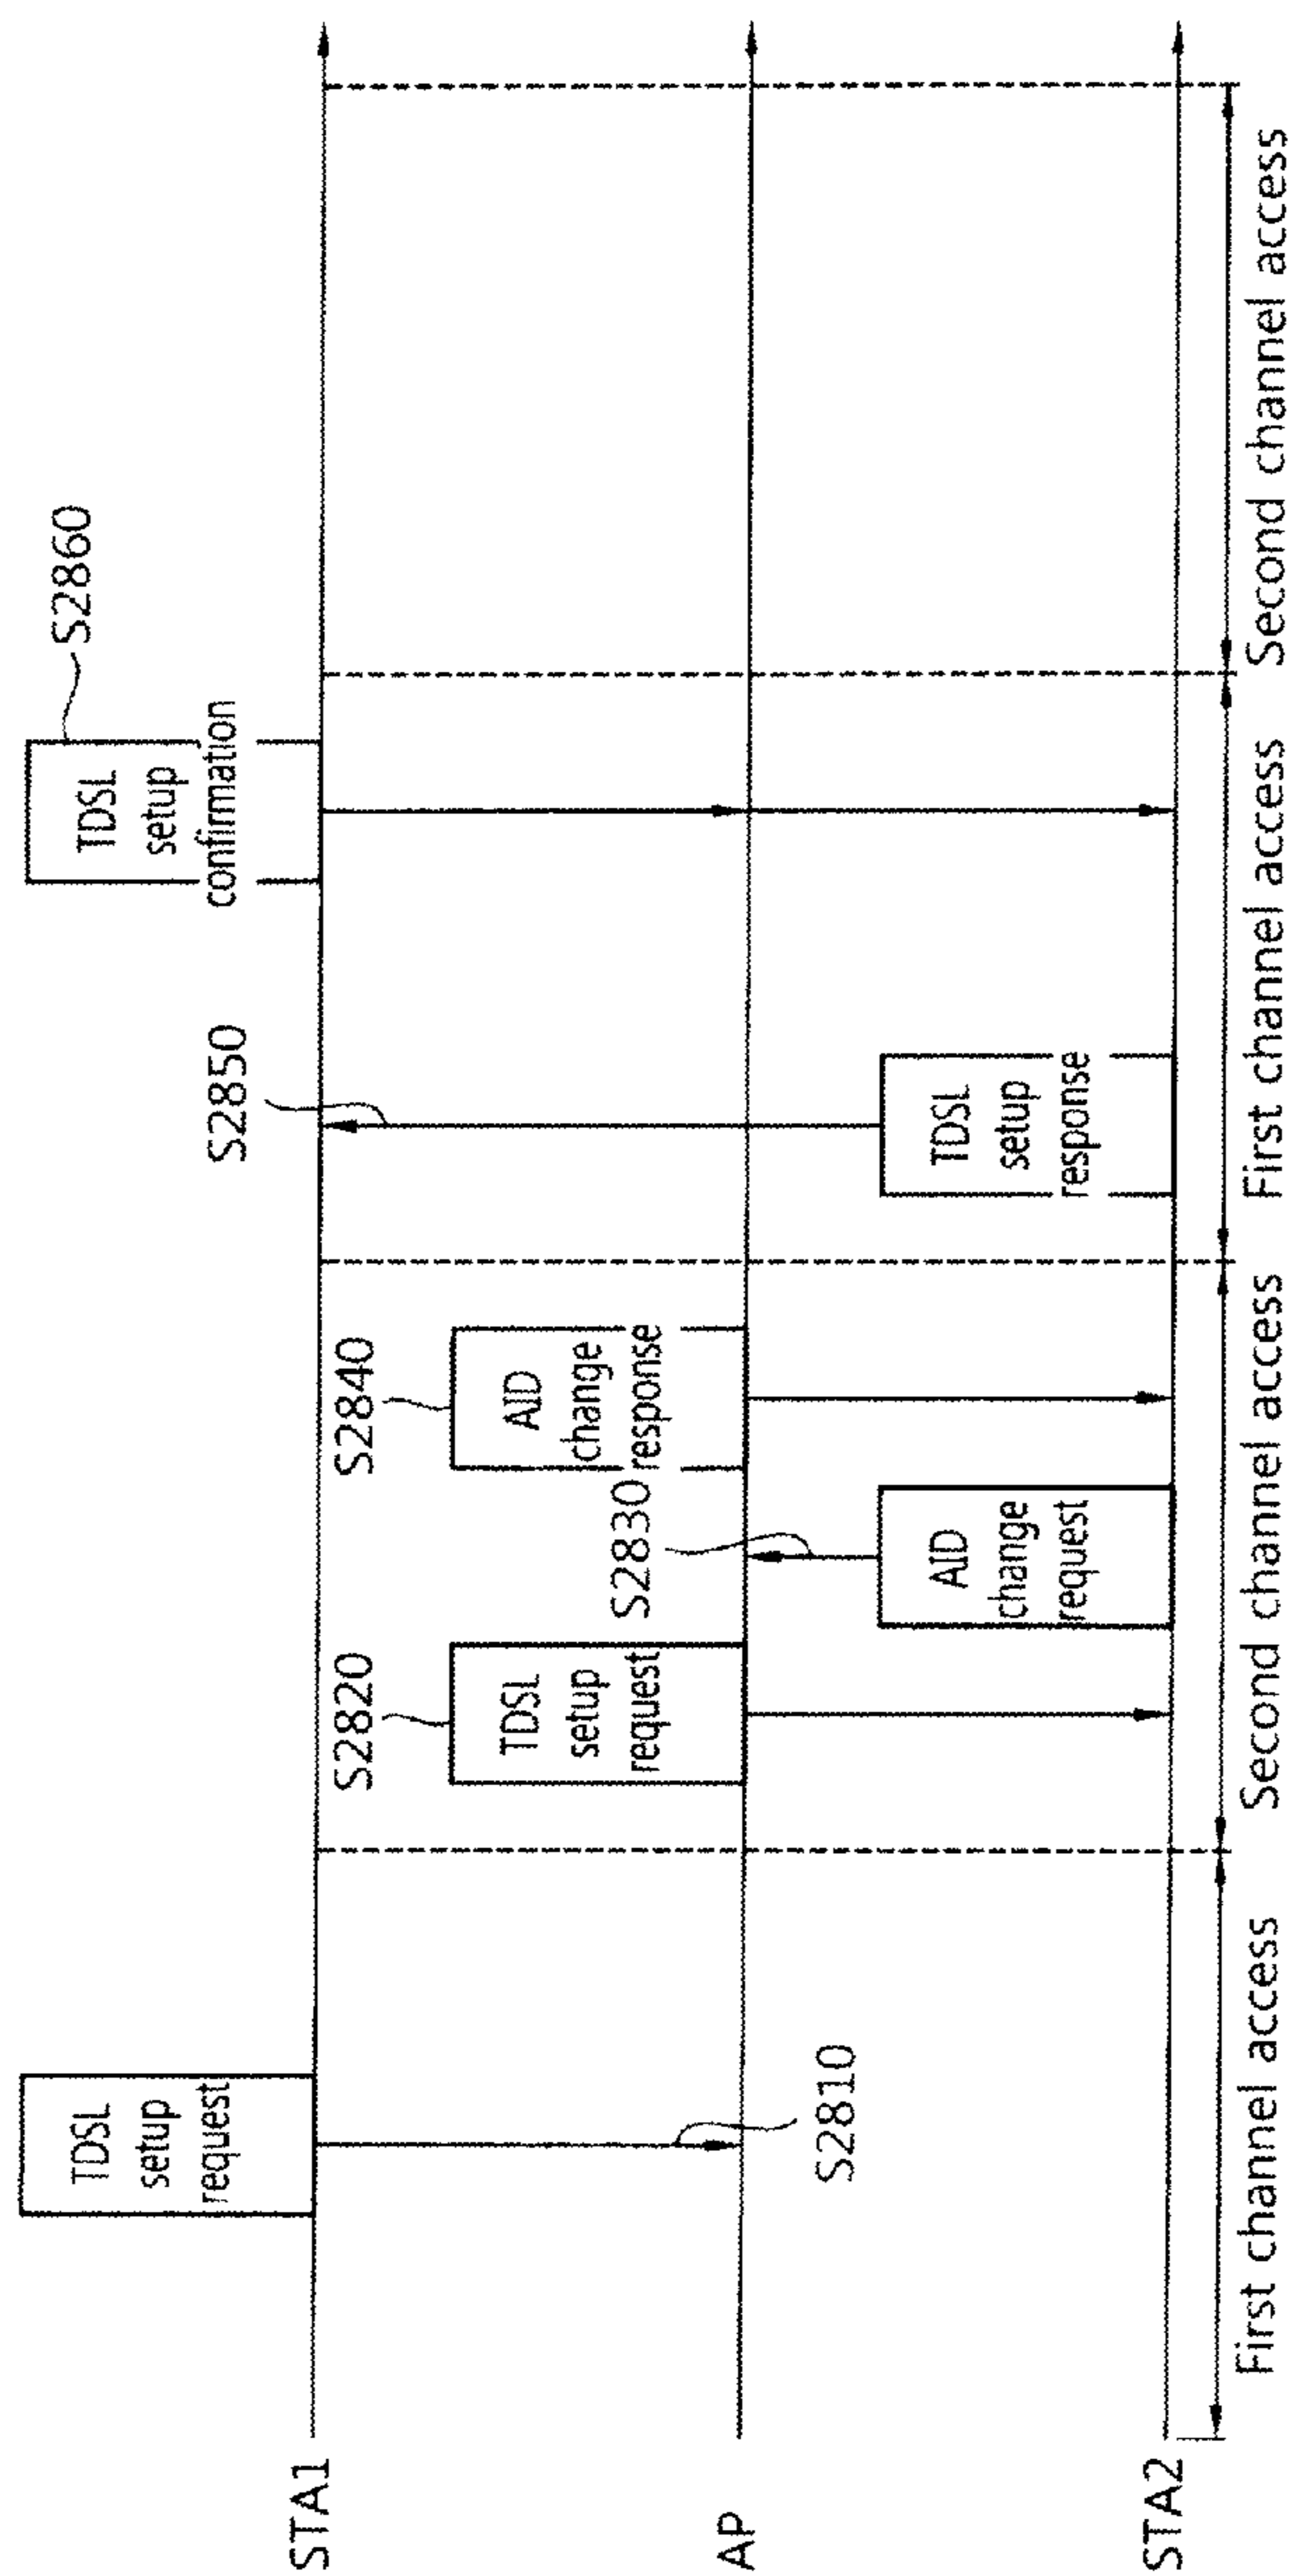 STA1
AP
STA2
TDSL
setup
request
S2810
S2820
TDSL
setup
request
S2830
AID
change
request
S2840
AID
change
response
S2850
TDSL
setup
response
S2860
TDSL
setup
confirmation
First channel access
Second channel access
First channel access
Second channel access